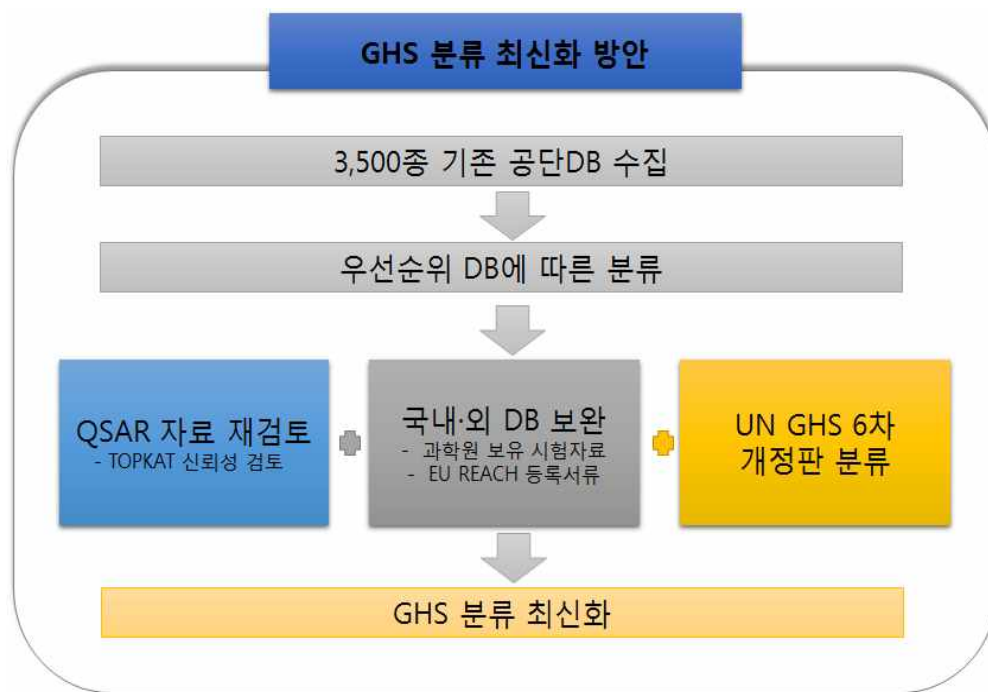 GHS 분류 최신화 방안
3,500종 기존 공단DB 수집
우선순위 DB에 따른 분류
QSAR 자료 재검토
- TOPKAT 신뢰성 검토
국내·외 DB 보완
- 과학원 보유 시험자료
- EU REACH 등록서류
UN GHS 6차
개정판 분류
GHS 분류 최신화